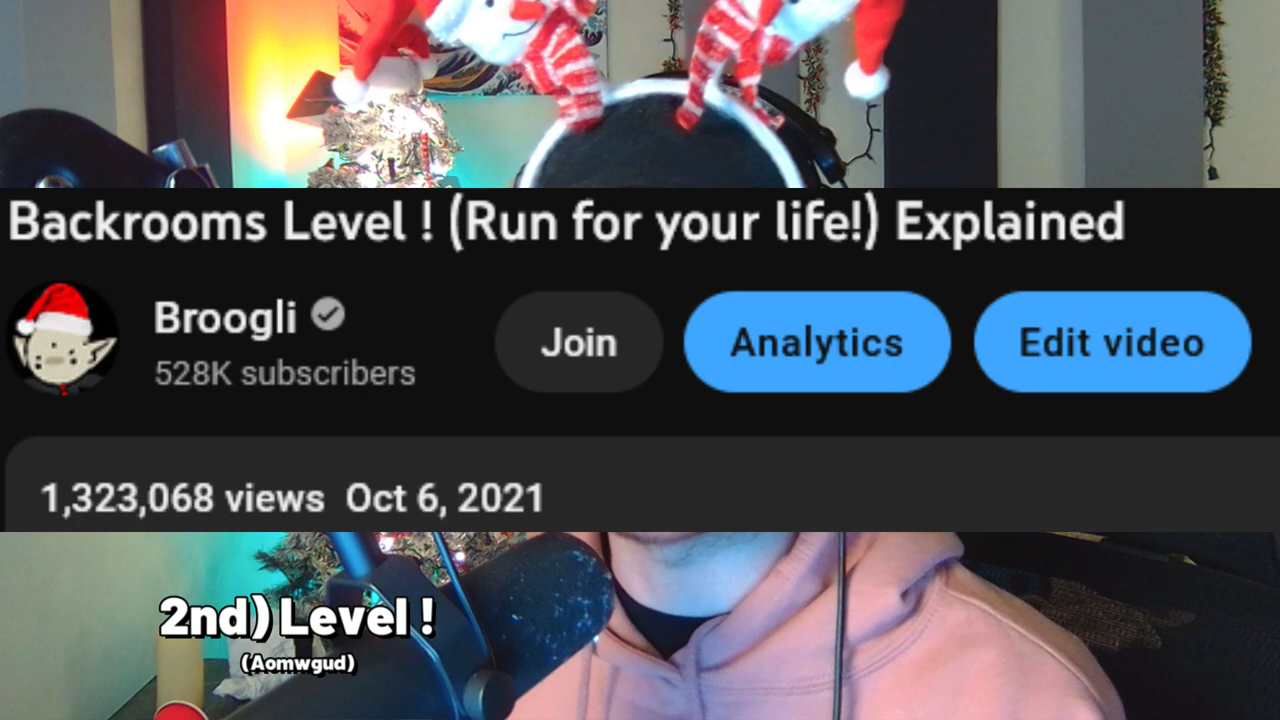 Backrooms Level ! (Run for your life!) Explained
Broogli
528K subscribers
Join
Analytics
Edit video
1,323,068 views Oct 6, 2021
2nd) Level !
(Aomwgud)